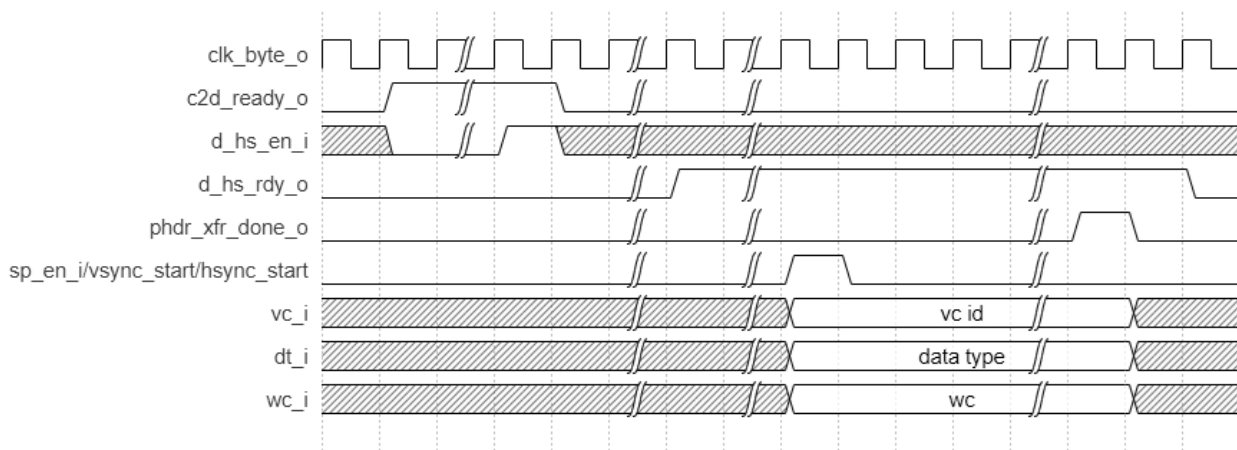 clk_byte_o
c2d_ready_o
d_hs_en_i
d_hs_rdy_o
phdr_xfr_done_o
sp_en_i/vsync_start/hsync_start
vc_i vc id
dt_i data type
wc_i wc